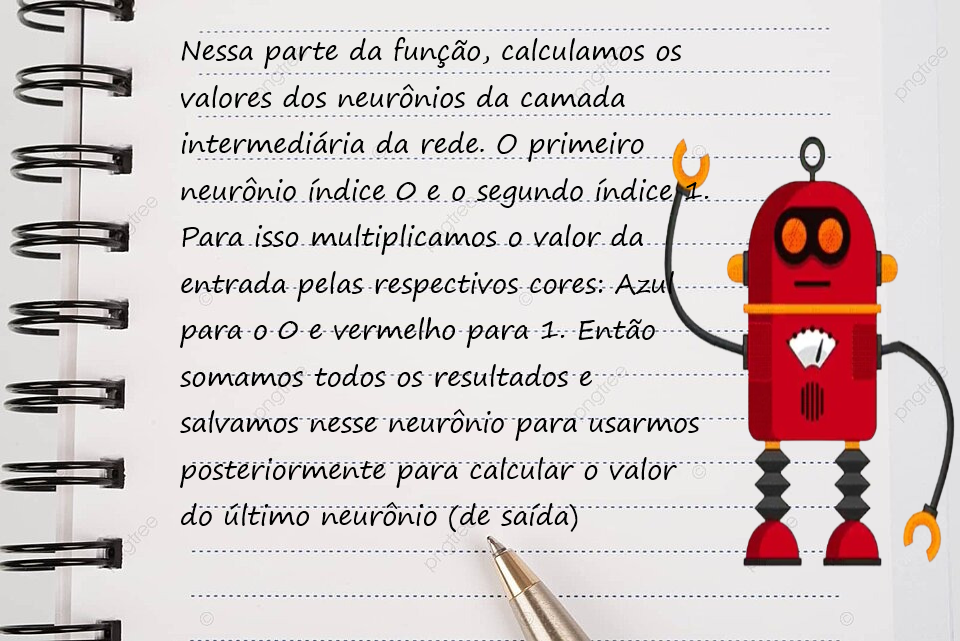 Nessa parte da função, calculamos os
valores dos neurônios da camada
intermediária da rede. O primeiro
neurônio índice 0 e o segundo índice 1.
Para isso multiplicamos o valor da
entrada pelas respectivos cores: Azul
para o 0 e vermelho para 1. Então
somamos todos os resultados e
salvamos nesse neurônio para usarmos
posteriormente para calcular o valor
do último neurônio (de saída)
pngtree